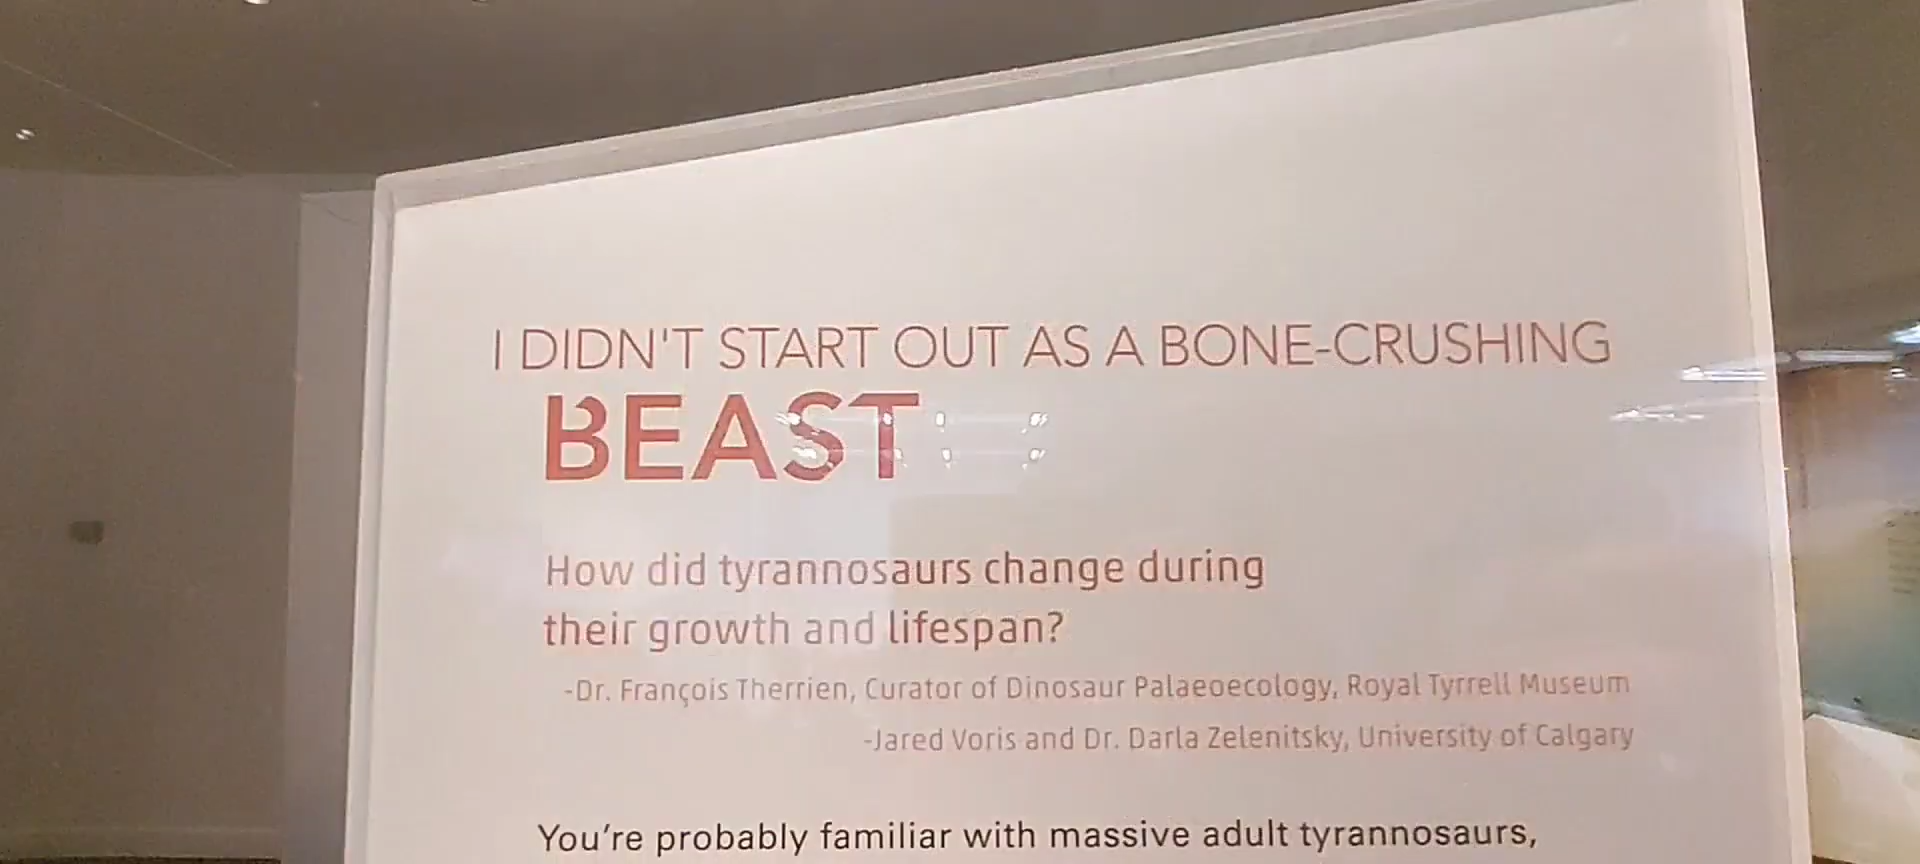 I DIDN'T START OUT AS A BONE-CRUSHING
BEAST
How did tyrannosaurs change during
their growth and lifespan?
-Dr. François Therrien, Curator of Dinosaur Palaeoecology, Royal Tyrrell Museum
-Jared Voris and Dr. Darla Zelenitsky, University of Calgary
You're probably familiar with massive adult tyrannosaurs,